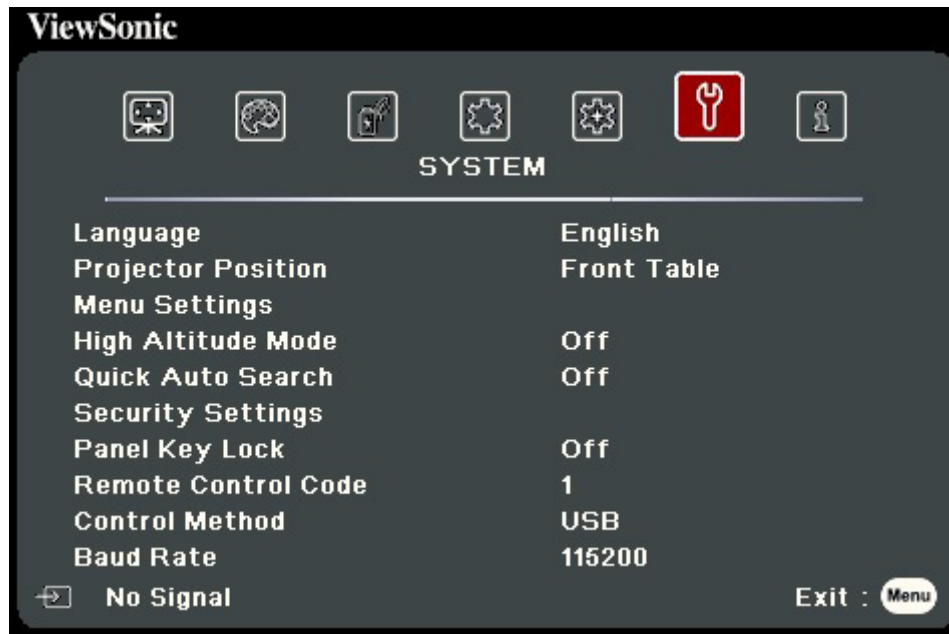 ViewSonic
SYSTEM
Language English
Projector Position Front Table
Menu Settings
High Altitude Mode Off
Quick Auto Search Off
Security Settings
Panel Key Lock Off
Remote Control Code 1
Control Method USB
Baud Rate 115200
No Signal Exit : Menu